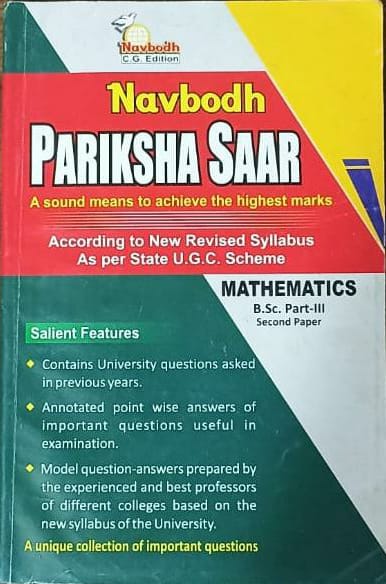 Navbodh
C.G. Edition
Navbodh
PARIKSHA SAAR
A sound means to achieve the highest marks
According to New Revised Syllabus
As per State U.G.C. Scheme
MATHEMATICS
B.Sc. Part-III
Second Paper
Salient Features
Contains University questions asked
in previous years.
Annotated point wise answers of
important questions useful in
examination.
Model question-answers prepared by
the experienced and best professors
of different colleges based on the
new syllabus of the University.
A unique collection of important questions